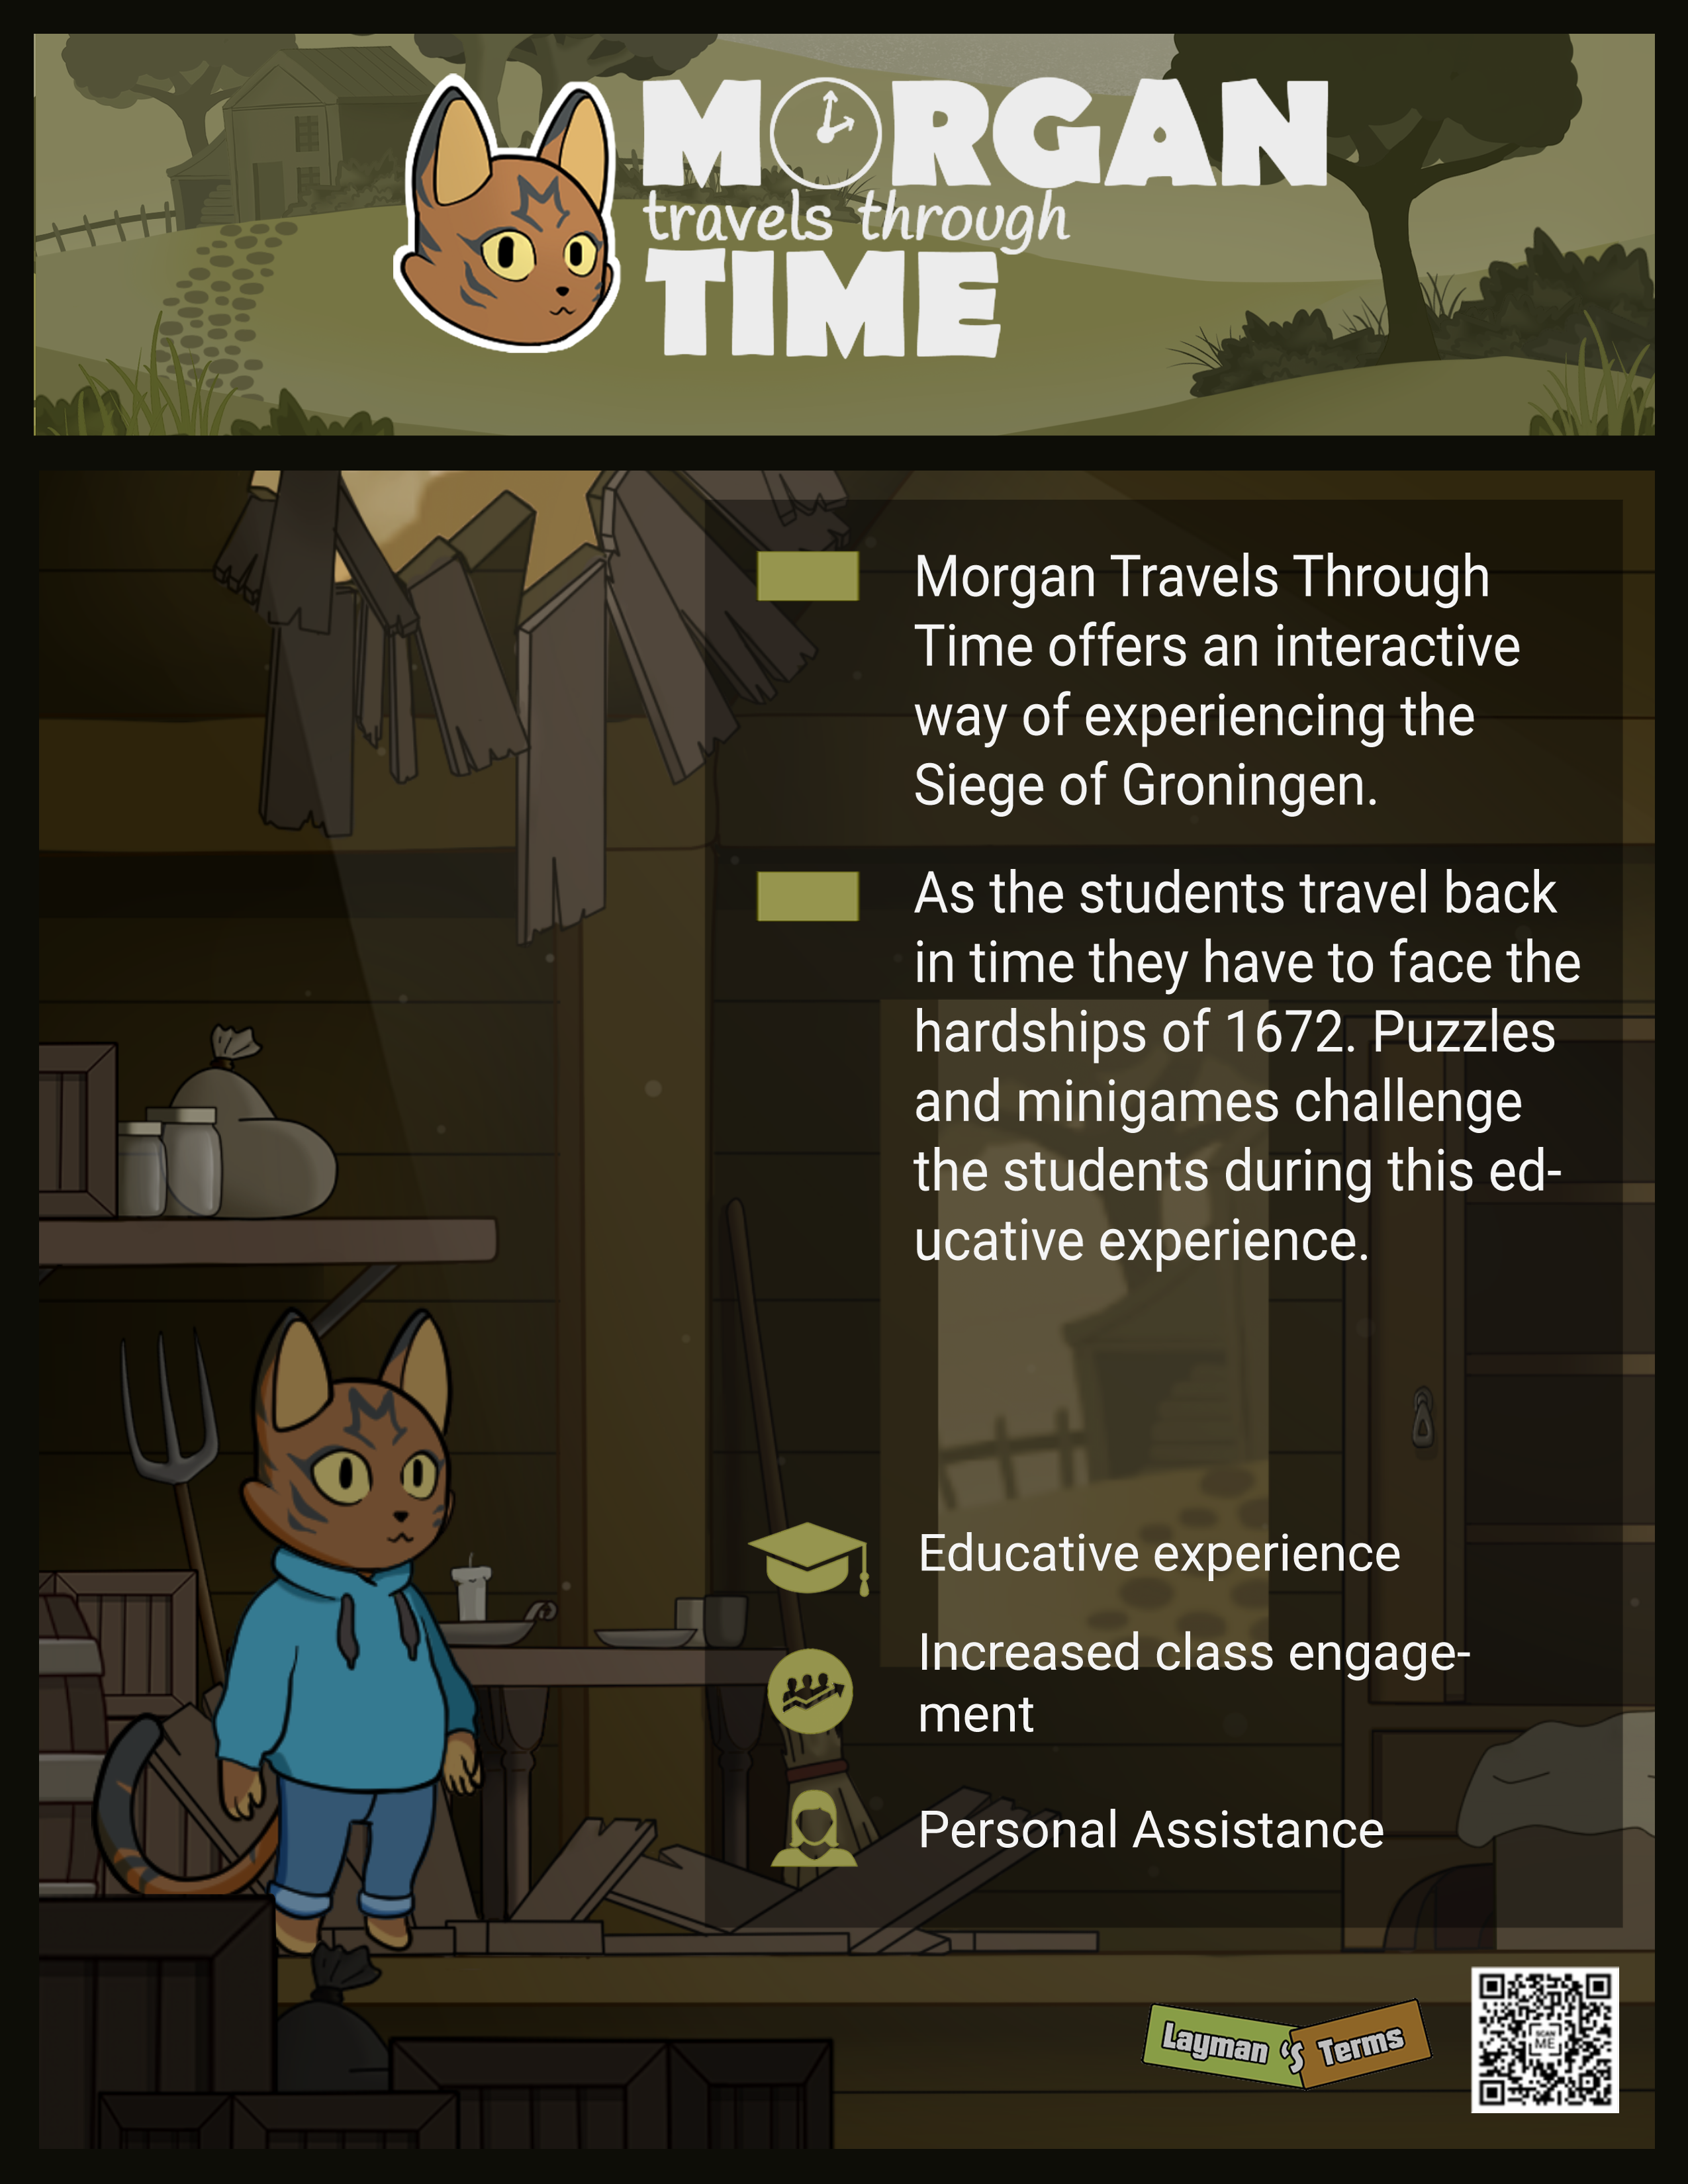 MORGAN
travels through
TIME
Morgan Travels Through
Time offers an interactive
way of experiencing the
Siege of Groningen.
As the students travel back
in time they have to face the
hardships of 1672. Puzzles
and minigames challenge
the students during this ed-
ucative experience.
Educative experience
Increased class engage-
ment
Personal Assistance
Layman 's Terms
SCAN
ME